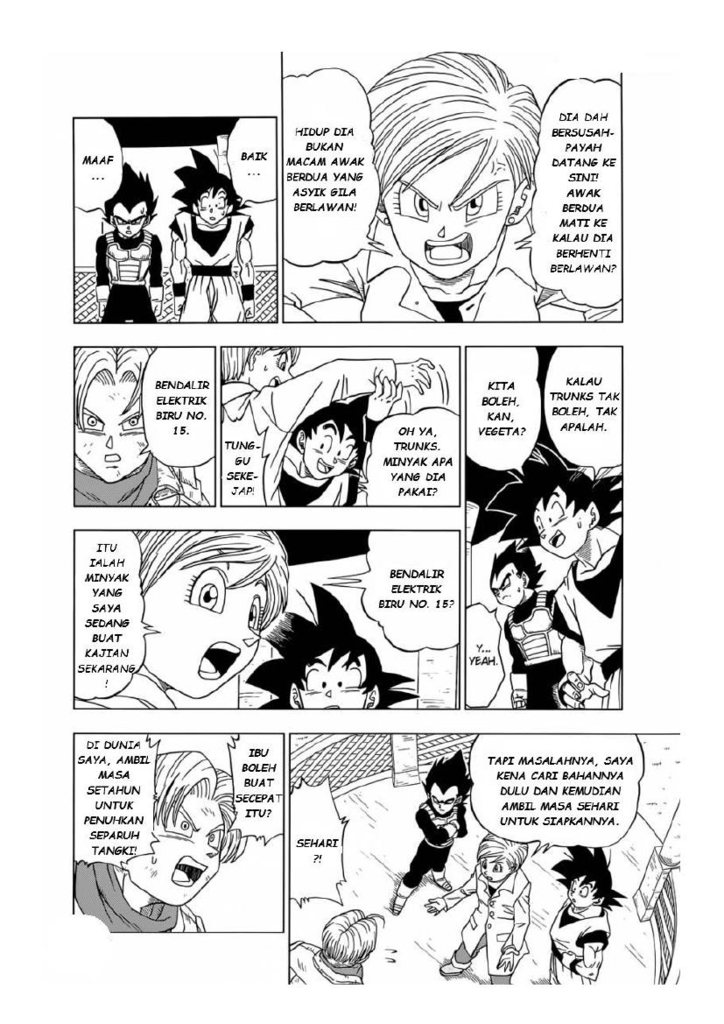 DIA DAH
BERSUSAH-
PAYAH
DATANG KE
SINI!
AWAK
BERDUA
MATI KE
KALAU DIA
BERHENTI
BERLAWAN?
HIDUP DIA
BUKAN
MACAM AWAK
BERDUA YANG
ASYIK GILA
BERLAWAN!
BAIK
...
MAAF
...
KALAU
TRUNKS TAK
BOLEH, TAK
APALAH.
KITA
BOLEH,
KAN,
VEGETA?
Y...
YEAH.
OH YA,
TRUNKS.
MINYAK APA
YANG DIA
PAKAI?
TUNG-
GU
SEKE-
JAP!
BENDALIR
ELEKTRIK
BIRU NO.
15.
BENDALIR
ELEKTRIK
BIRU NO. 15?
ITU
IALAH
MINYAK
YANG
SAYA
SEDANG
BUAT
KAJIAN
SEKARANG
!
TAPI MASALAHNYA, SAYA
KENA CARI BAHANNYA
DULU DAN KEMUDIAN
AMBIL MASA SEHARI
UNTUK SIAPKANNYA.
SEHARI
?!
IBU
BOLEH
BUAT
SECEPAT
ITU?
DI DUNIA
SAYA, AMBIL
MASA
SETAHUN
UNTUK
PENUHKAN
SEPARUH
TANGKI!